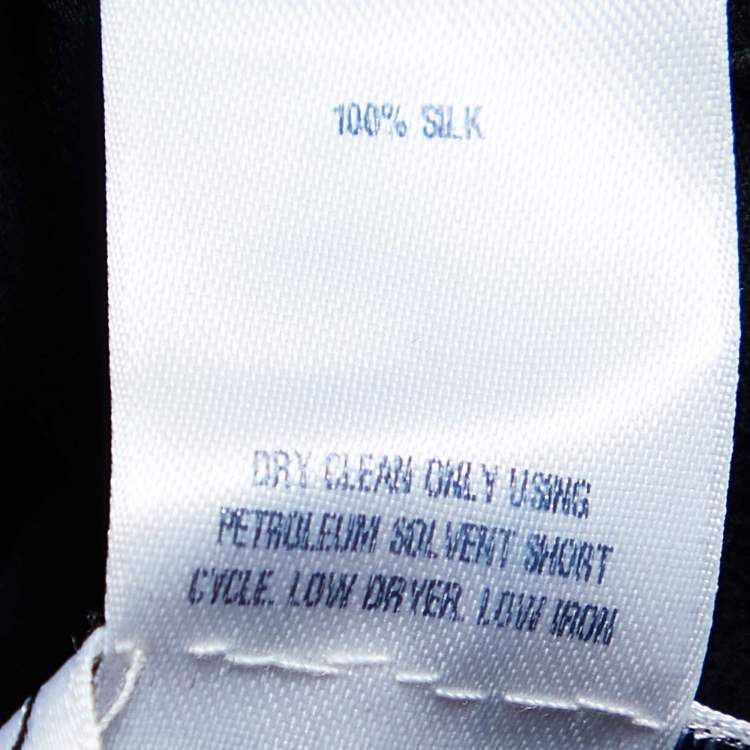 100% SILK
DRY CLEAN ONLY USING
PETROLEUM SOLVENT SHORT
CYCLE. LOW DRYER. LOW IRON